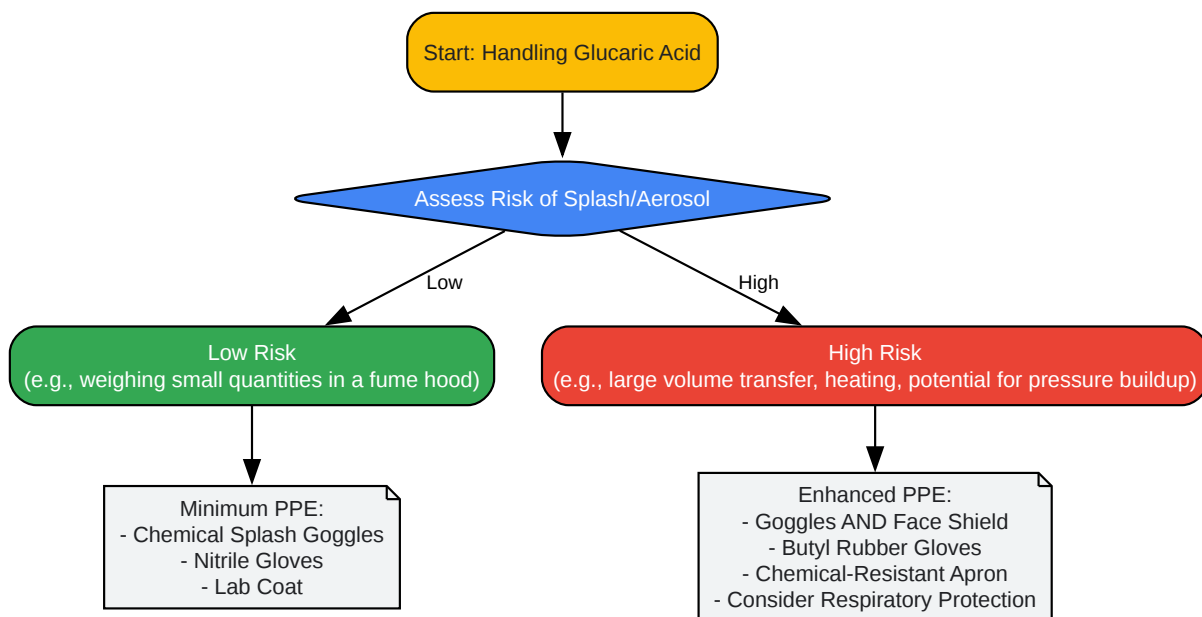 Start: Handling Glucaric Acid
Assess Risk of Splash/Aerosol
Low
High
Low Risk
(e.g., weighing small quantities in a fume hood)
High Risk
(e.g., large volume transfer, heating, potential for pressure buildup)
Minimum PPE:
- Chemical Splash Goggles
- Nitrile Gloves
- Lab Coat
Enhanced PPE:
- Goggles AND Face Shield
- Butyl Rubber Gloves
- Chemical-Resistant Apron
- Consider Respiratory Protection